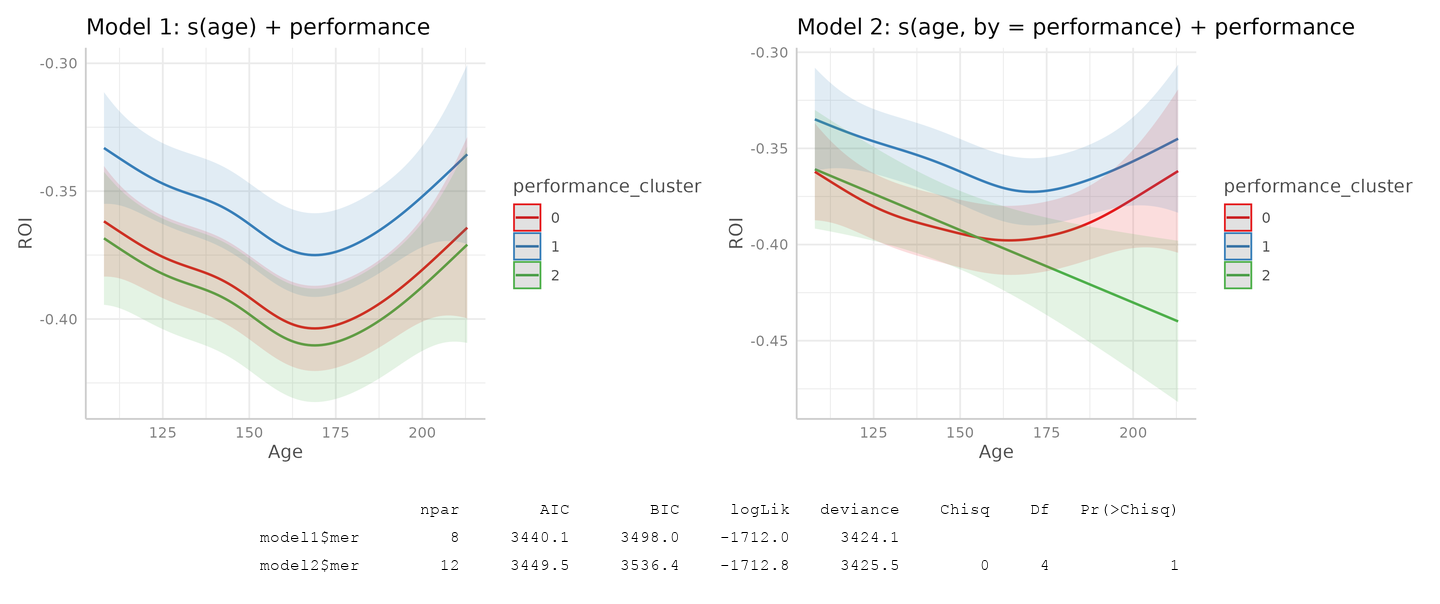 Model 1: s(age) + performance
-0.30
-0.35
-0.40
ROI
125 150 175 200
Age
performance_cluster
0
1
2
Model 2: s(age, by = performance) + performance
-0.30
-0.35
-0.40
-0.45
ROI
125 150 175 200
Age
performance_cluster
0
1
2
npar AIC BIC logLik deviance Chisq Df Pr(>Chisq)
model1$mer 8 3440.1 3498.0 -1712.0 3424.1
model2$mer 12 3449.5 3536.4 -1712.8 3425.5 0 4 1